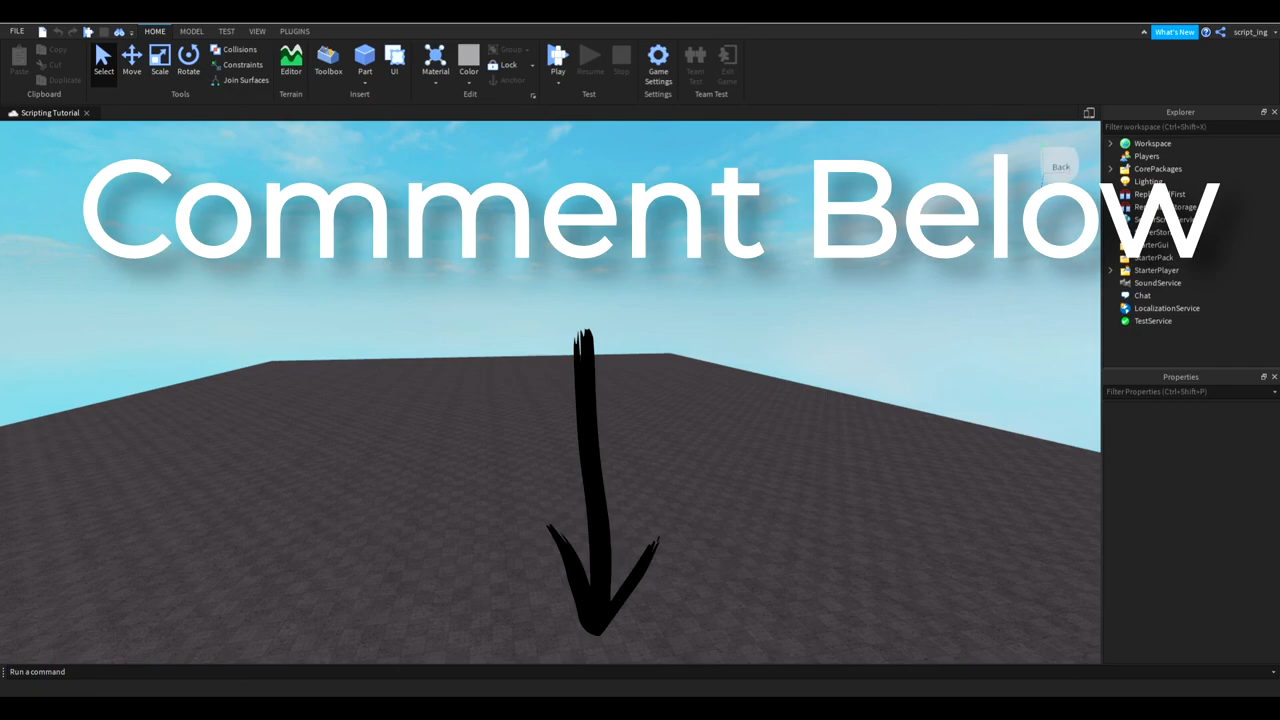 FILE HOME MODEL TEST VIEW PLUGINS What's New script_ing
Paste Copy Cut Duplicate Select Move Scale Rotate Collisions Constraints Join Surfaces Editor Toolbox Part UI Material Color Group Lock Anchor Play Resume Stop Game Settings Team Test Exit Game
Clipboard Tools Terrain Insert Edit Test Settings Team Test
Scripting Tutorial
Explorer
Filter workspace (Ctrl+Shift+X)
Workspace
Players
CorePackages
Lighting
Back
Comment Below
StarterPack
StarterPlayer
SoundService
Chat
LocalizationService
TestService
Properties
Filter Properties (Ctrl+Shift+P)
Run a command